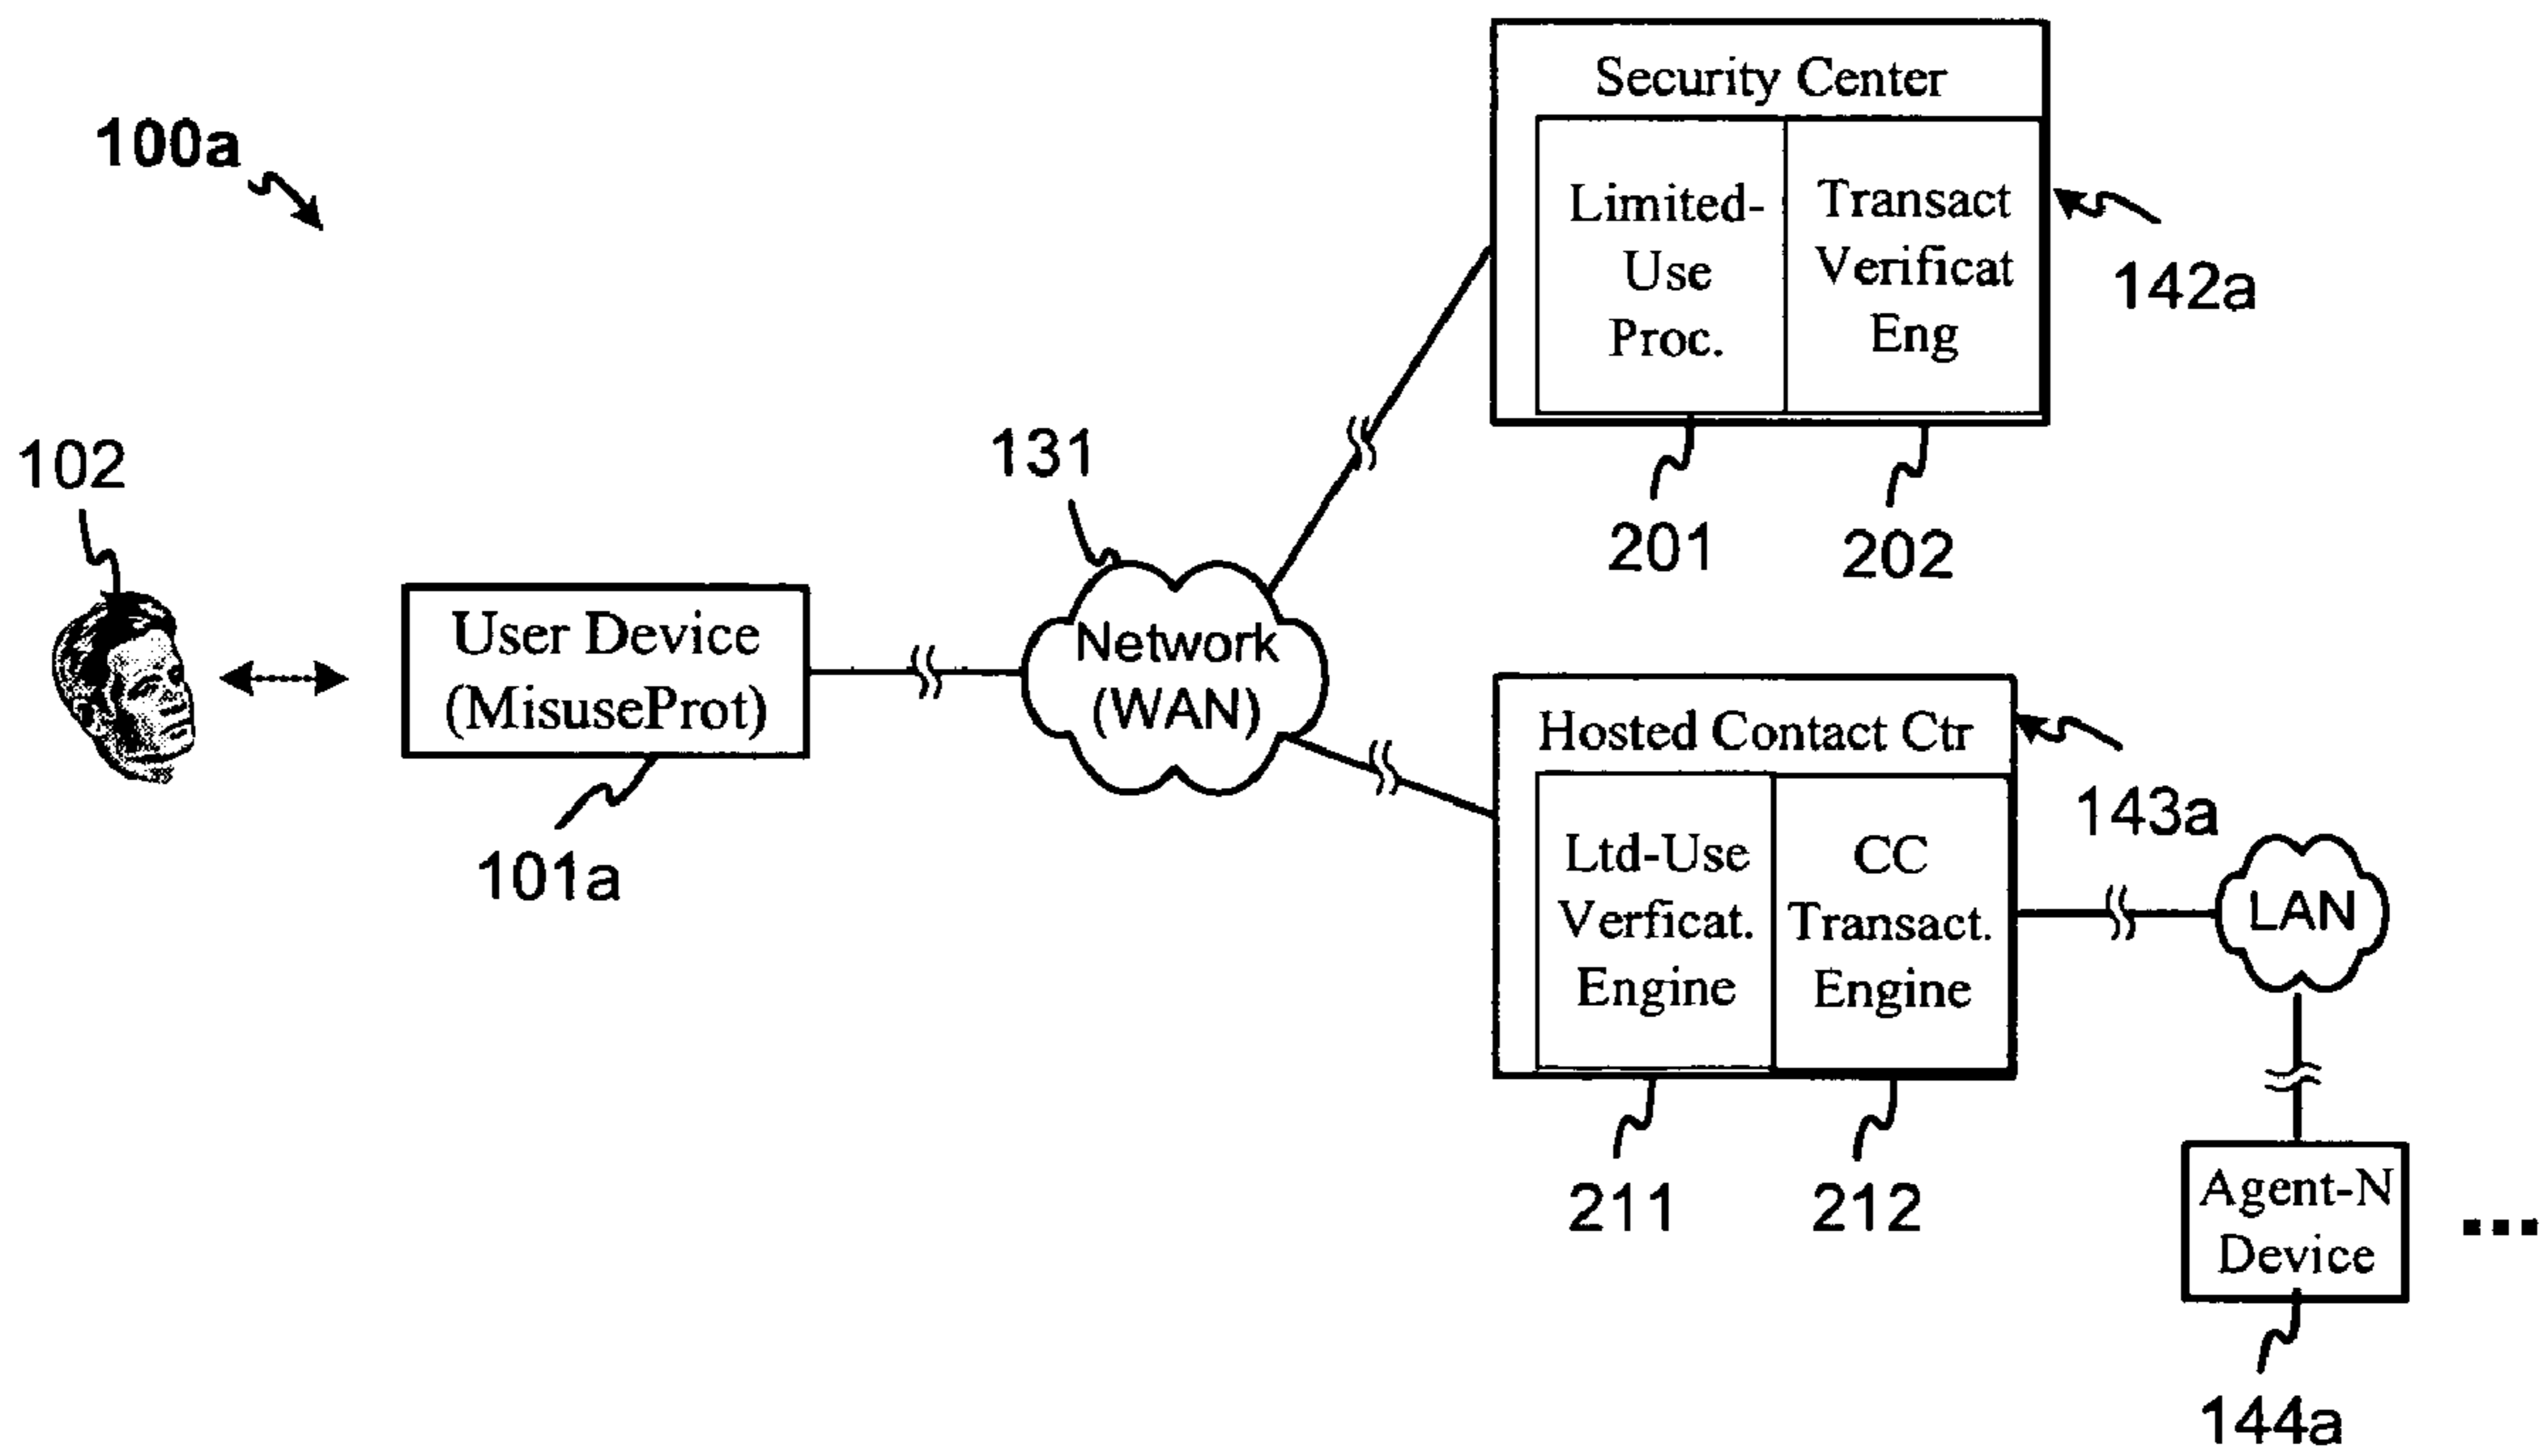 100a
Security Center
Limited-
Use
Proc.
Transact
Verificat
Eng
142a
201
202
102
131
User Device
(MisuseProt)
101a
Network
(WAN)
Hosted Contact Ctr
Ltd-Use
Verficat.
Engine
CC
Transact.
Engine
143a
211
212
LAN
Agent-N
Device
...
144a